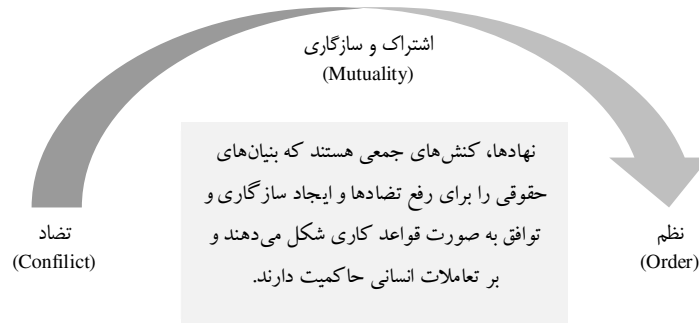 اشتراک و سازگاری
(Mutuality)
نهادها، کنش‌های جمعی هستند که بنیان‌های
حقوقی را برای رفع تضادها و ایجاد سازگاری و
توافق به صورت قواعد کاری شکل می‌دهند و
بر تعاملات انسانی حاکمیت دارند.
تضاد
(Confilict)
نظم
(Order)